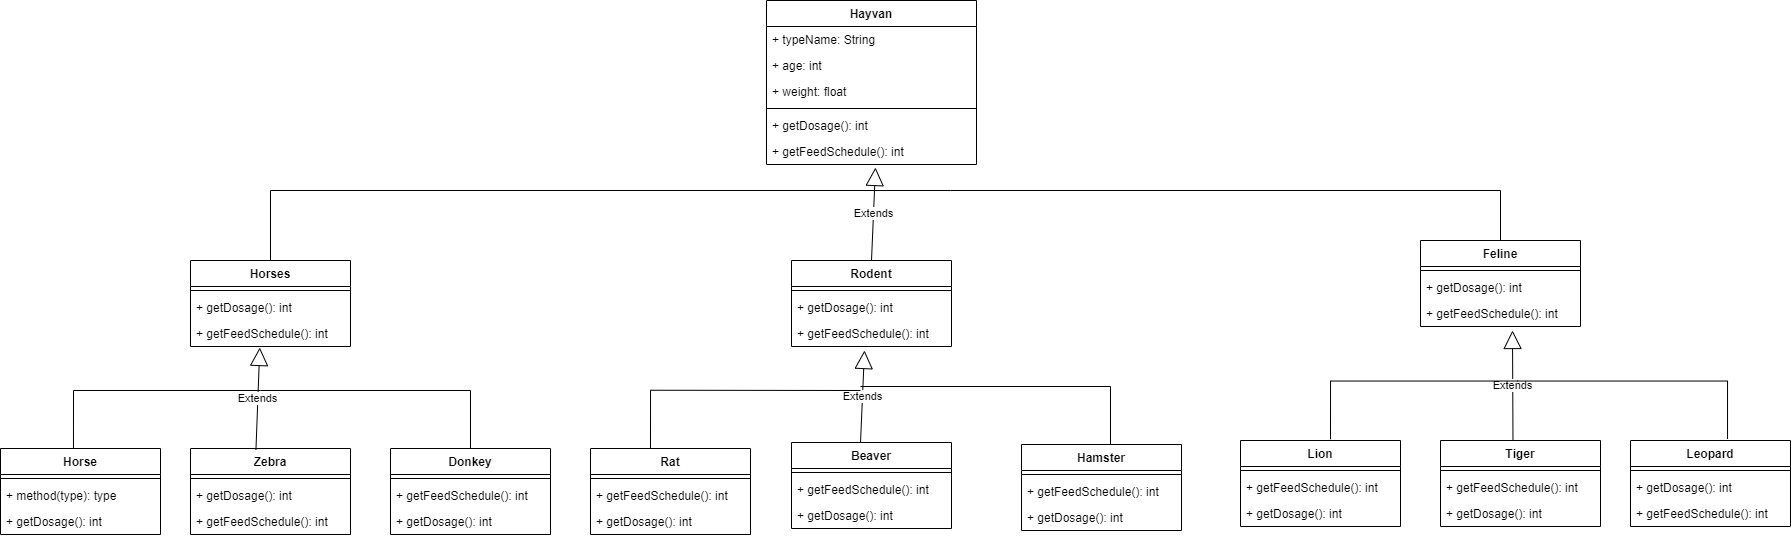 Hayvan
+ typeName: String
+ age: int
+ weight: float
+ getDosage(): int
+ getFeedSchedule(): int
Extends
Horses
+ getDosage(): int
+ getFeedSchedule(): int
Rodent
+ getDosage(): int
+ getFeedSchedule(): int
Feline
+ getDosage(): int
+ getFeedSchedule(): int
Extends
Extends
Extends
Horse
+ method(type): type
+ getDosage(): int
Zebra
+ getDosage(): int
+ getFeedSchedule(): int
Donkey
+ getFeedSchedule(): int
+ getDosage(): int
Rat
+ getFeedSchedule(): int
+ getDosage(): int
Beaver
+ getFeedSchedule(): int
+ getDosage(): int
Hamster
+ getFeedSchedule(): int
+ getDosage(): int
Lion
+ getFeedSchedule(): int
+ getDosage(): int
Tiger
+ getFeedSchedule(): int
+ getDosage(): int
Leopard
+ getDosage(): int
+ getFeedSchedule(): int